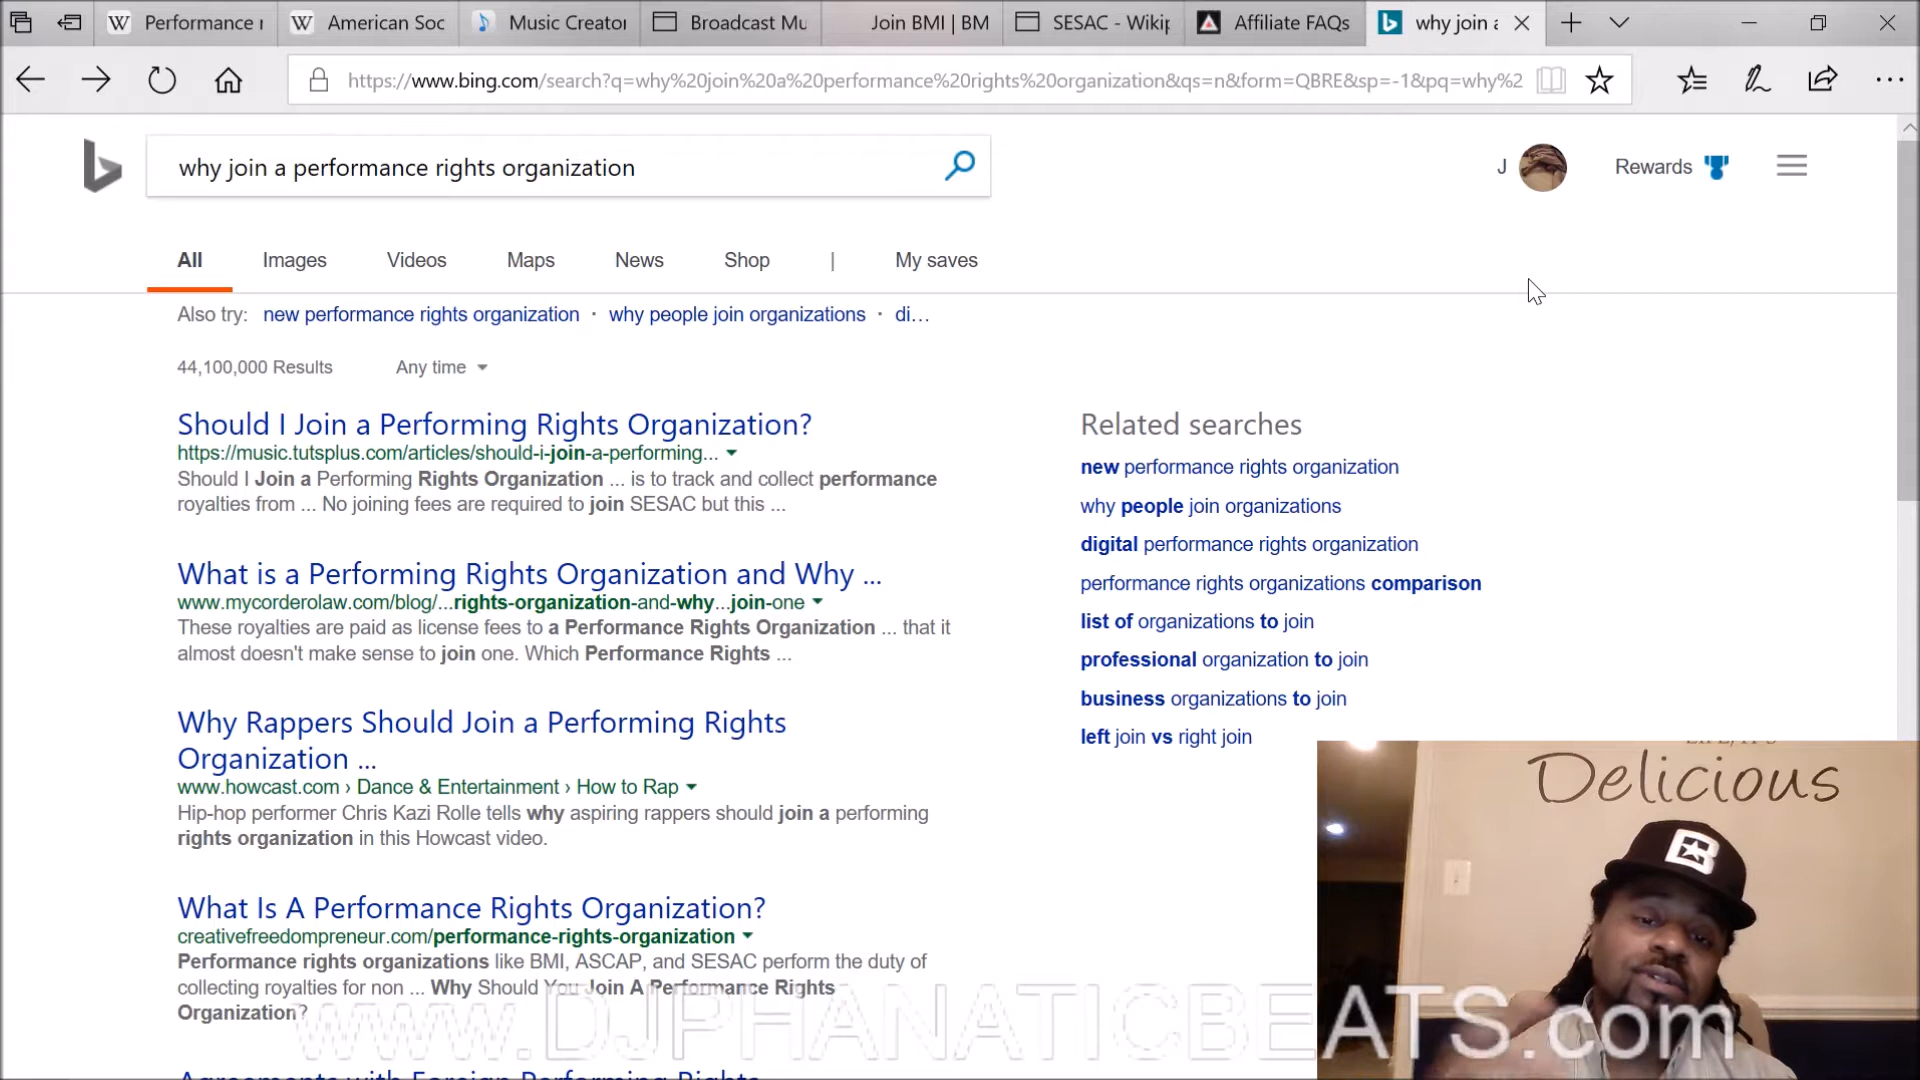 Performance r
American Soc
Music Creator
Broadcast Mu
Join BMI | BM
SESAC - Wikip
Affiliate FAQs
why join a
https://www.bing.com/search?q=why%20join%20a%20performance%20rights%20organization&qs=n&form=QBRE&sp=-1&pq=why%2
why join a performance rights organization
J
Rewards
All Images Videos Maps News Shop | My saves
Also try: new performance rights organization · why people join organizations · di...
44,100,000 Results Any time
Should I Join a Performing Rights Organization?
https://music.tutsplus.com/articles/should-i-join-a-performing...
Should I Join a Performing Rights Organization ... is to track and collect performance
royalties from ... No joining fees are required to join SESAC but this ...
What is a Performing Rights Organization and Why ...
www.mycorderolaw.com/blog/...rights-organization-and-why...join-one
These royalties are paid as license fees to a Performance Rights Organization ... that it
almost doesn't make sense to join one. Which Performance Rights ...
Why Rappers Should Join a Performing Rights
Organization ...
www.howcast.com › Dance & Entertainment › How to Rap
Hip-hop performer Chris Kazi Rolle tells why aspiring rappers should join a performing
rights organization in this Howcast video.
What Is A Performance Rights Organization?
creativefreedompreneur.com/performance-rights-organization
Performance rights organizations like BMI, ASCAP, and SESAC perform the duty of
collecting royalties for non ... Why Should You Join A Performance Rights
Organization?
Agreements with Foreign Performing Rights
Related searches
new performance rights organization
why people join organizations
digital performance rights organization
performance rights organizations comparison
list of organizations to join
professional organization to join
business organizations to join
left join vs right join
Delicious
B
www.DJPHANATICBEATS.com